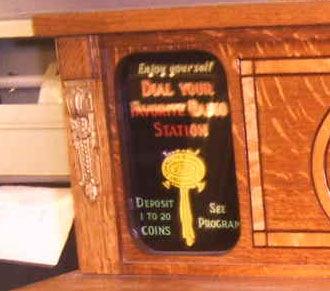 Enjoy yourself
DIAL YOUR
FAVORITE RADIO
STATION
DEPOSIT
1 TO 20
COINS
SEE
PROGRAM